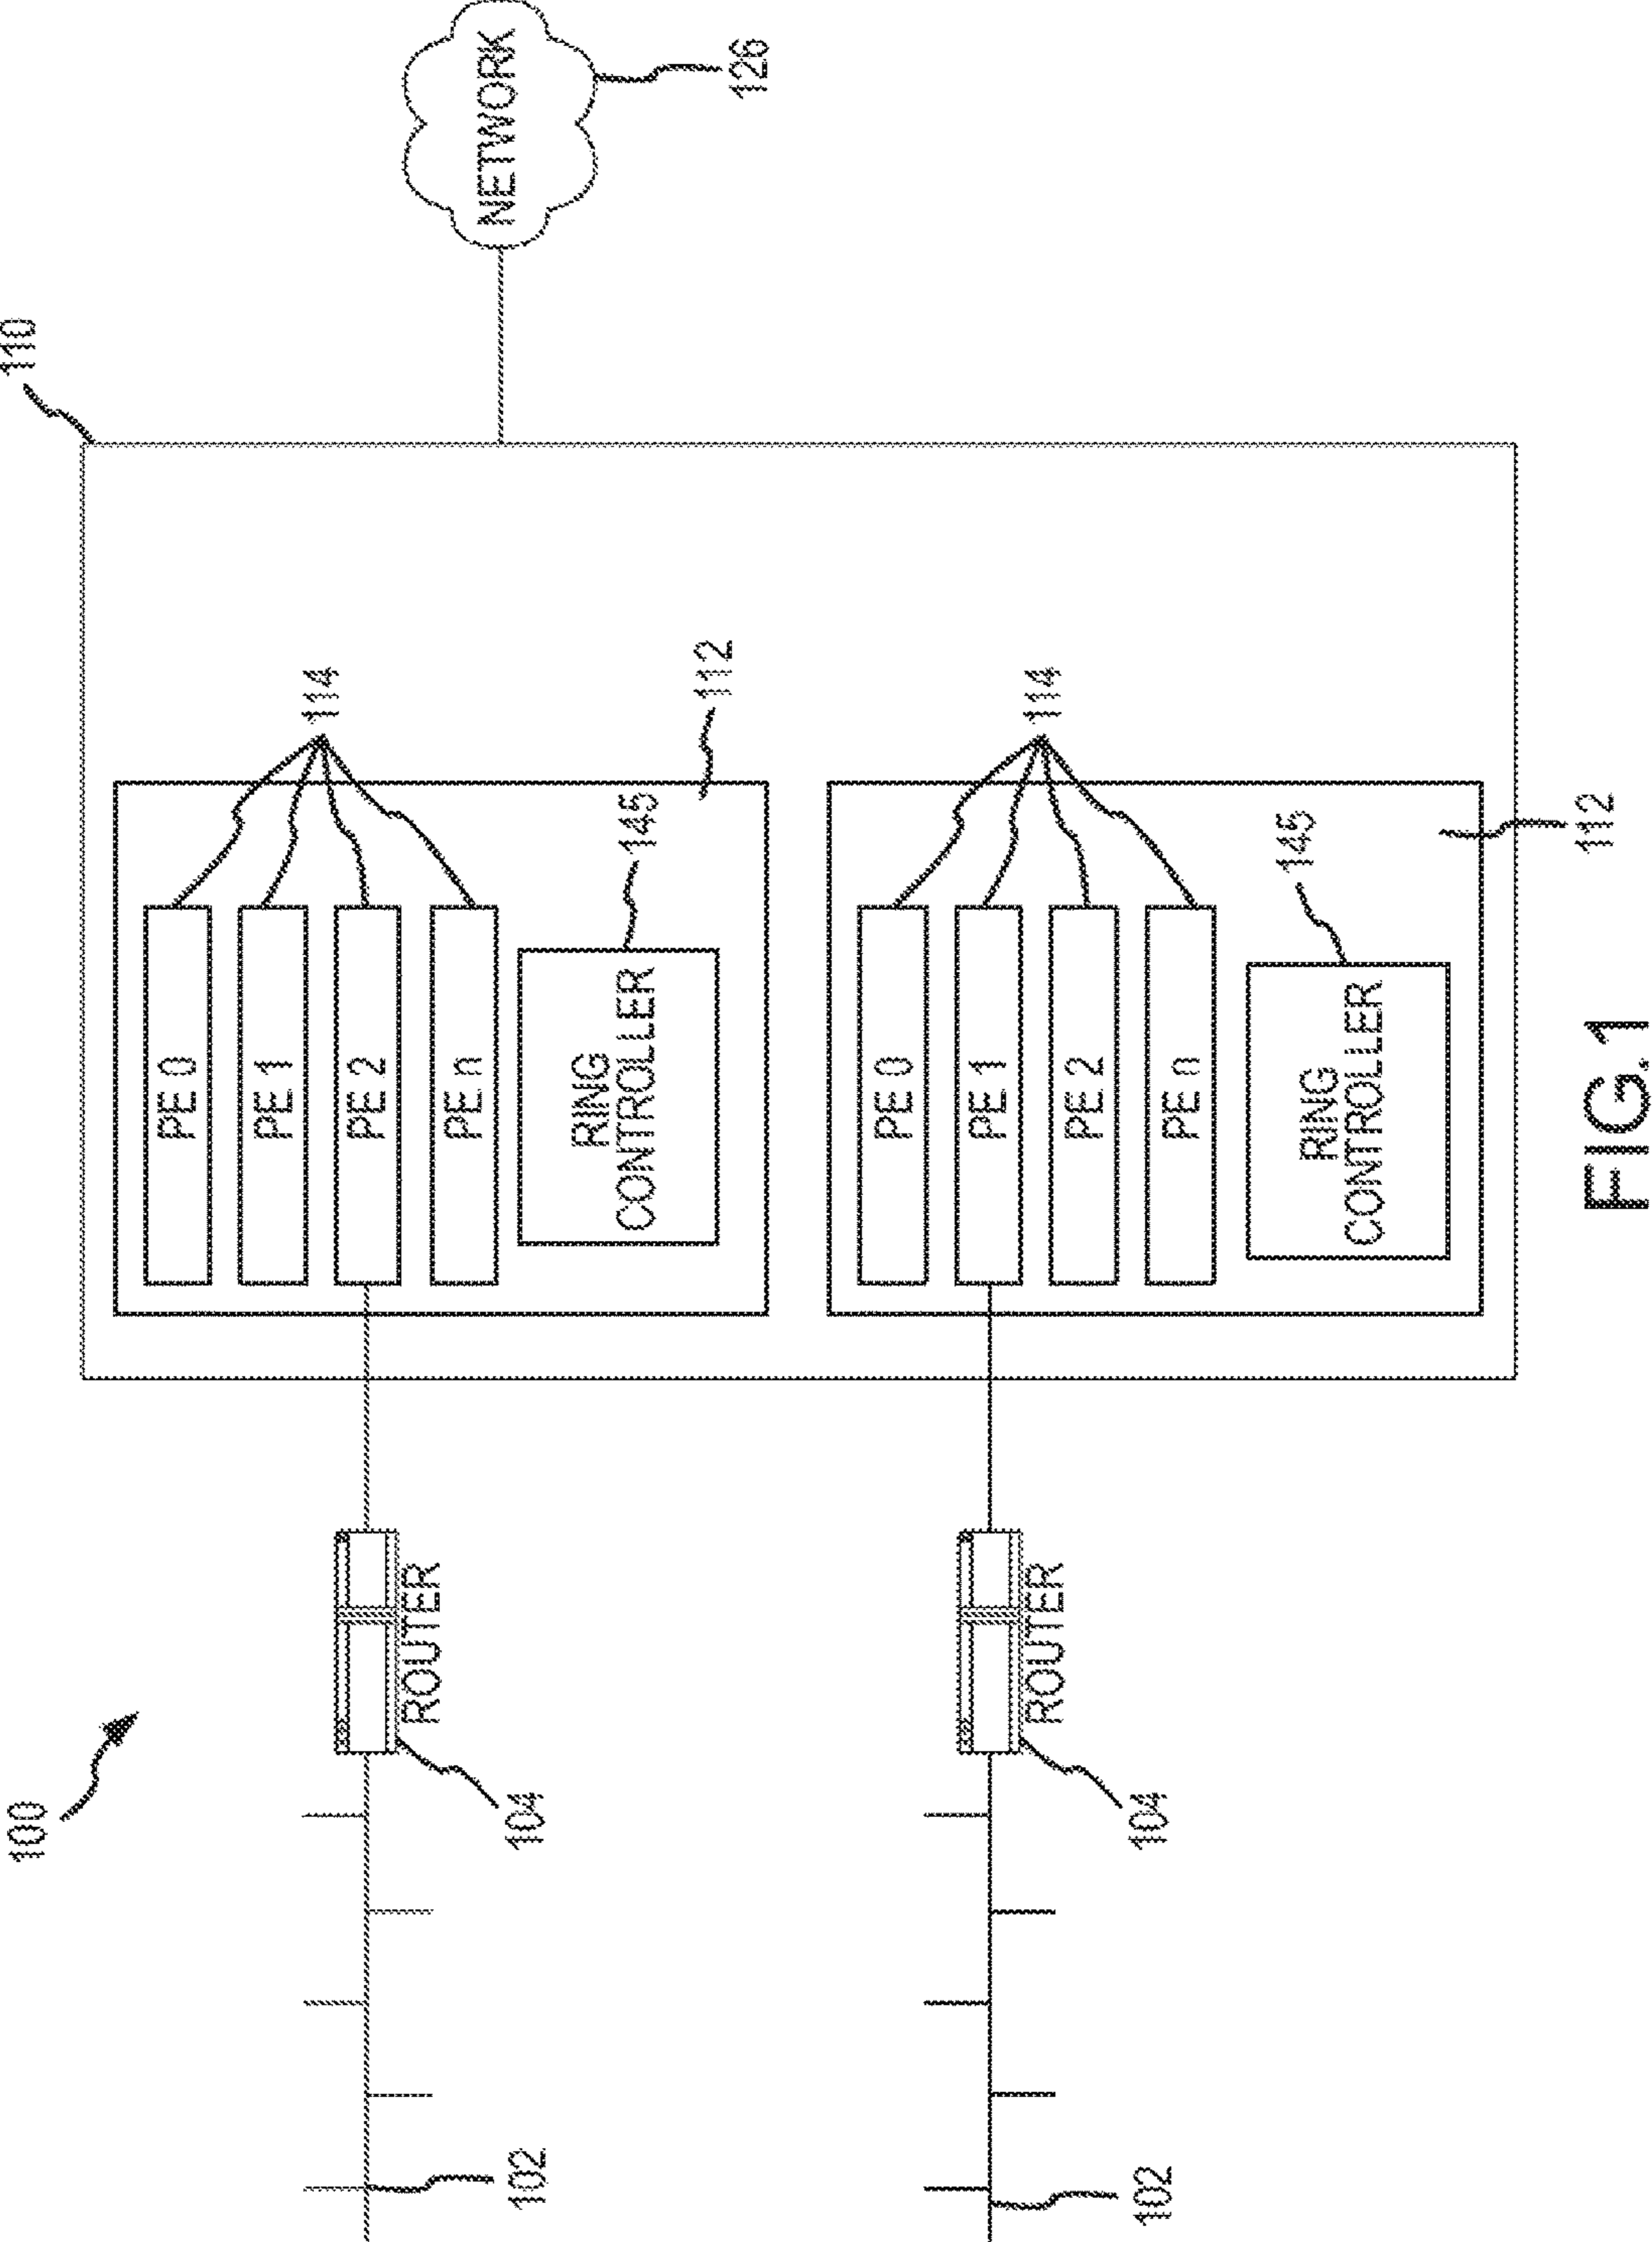 100
110
NETWORK
126
PE 0
PE 1
PE 2
PE n
114
RING
CONTROLLER
145
112
ROUTER
104
102
PE 0
PE 1
PE 2
PE n
114
RING
CONTROLLER
145
112
ROUTER
104
102
FIG. 1